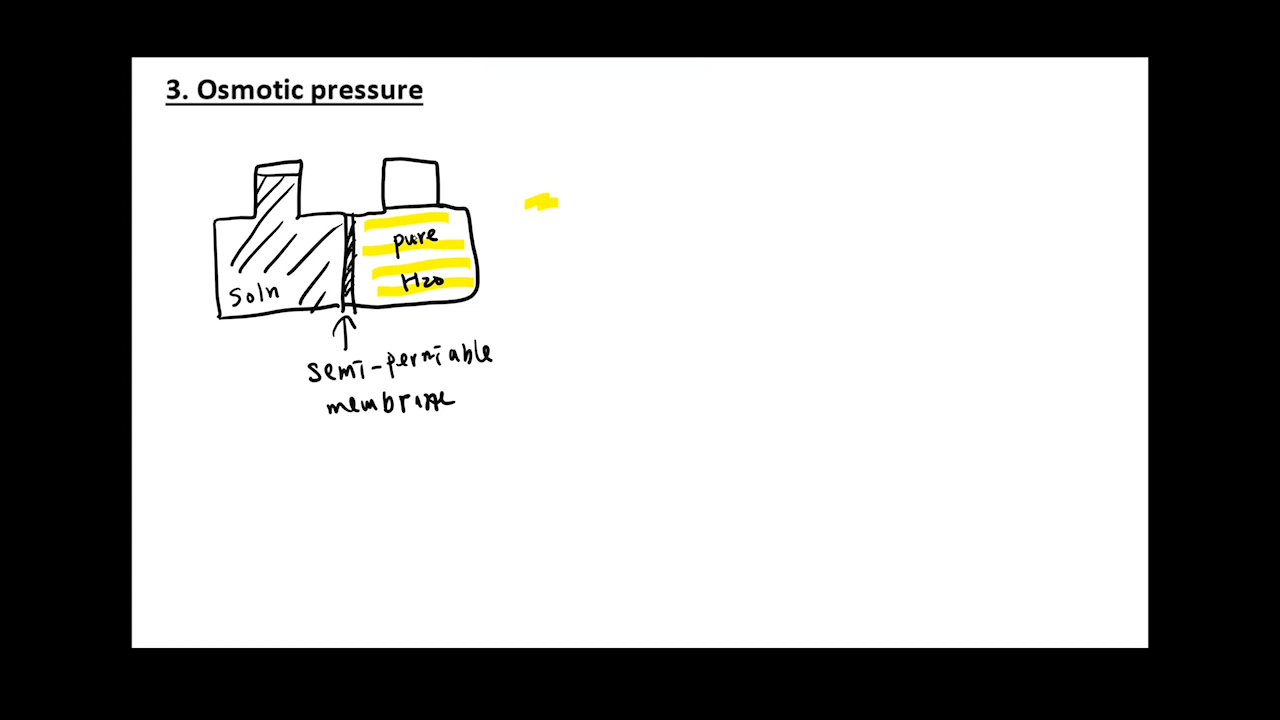 3. Osmotic pressure
pure
H2O
Soln
semi-permiable
membrane